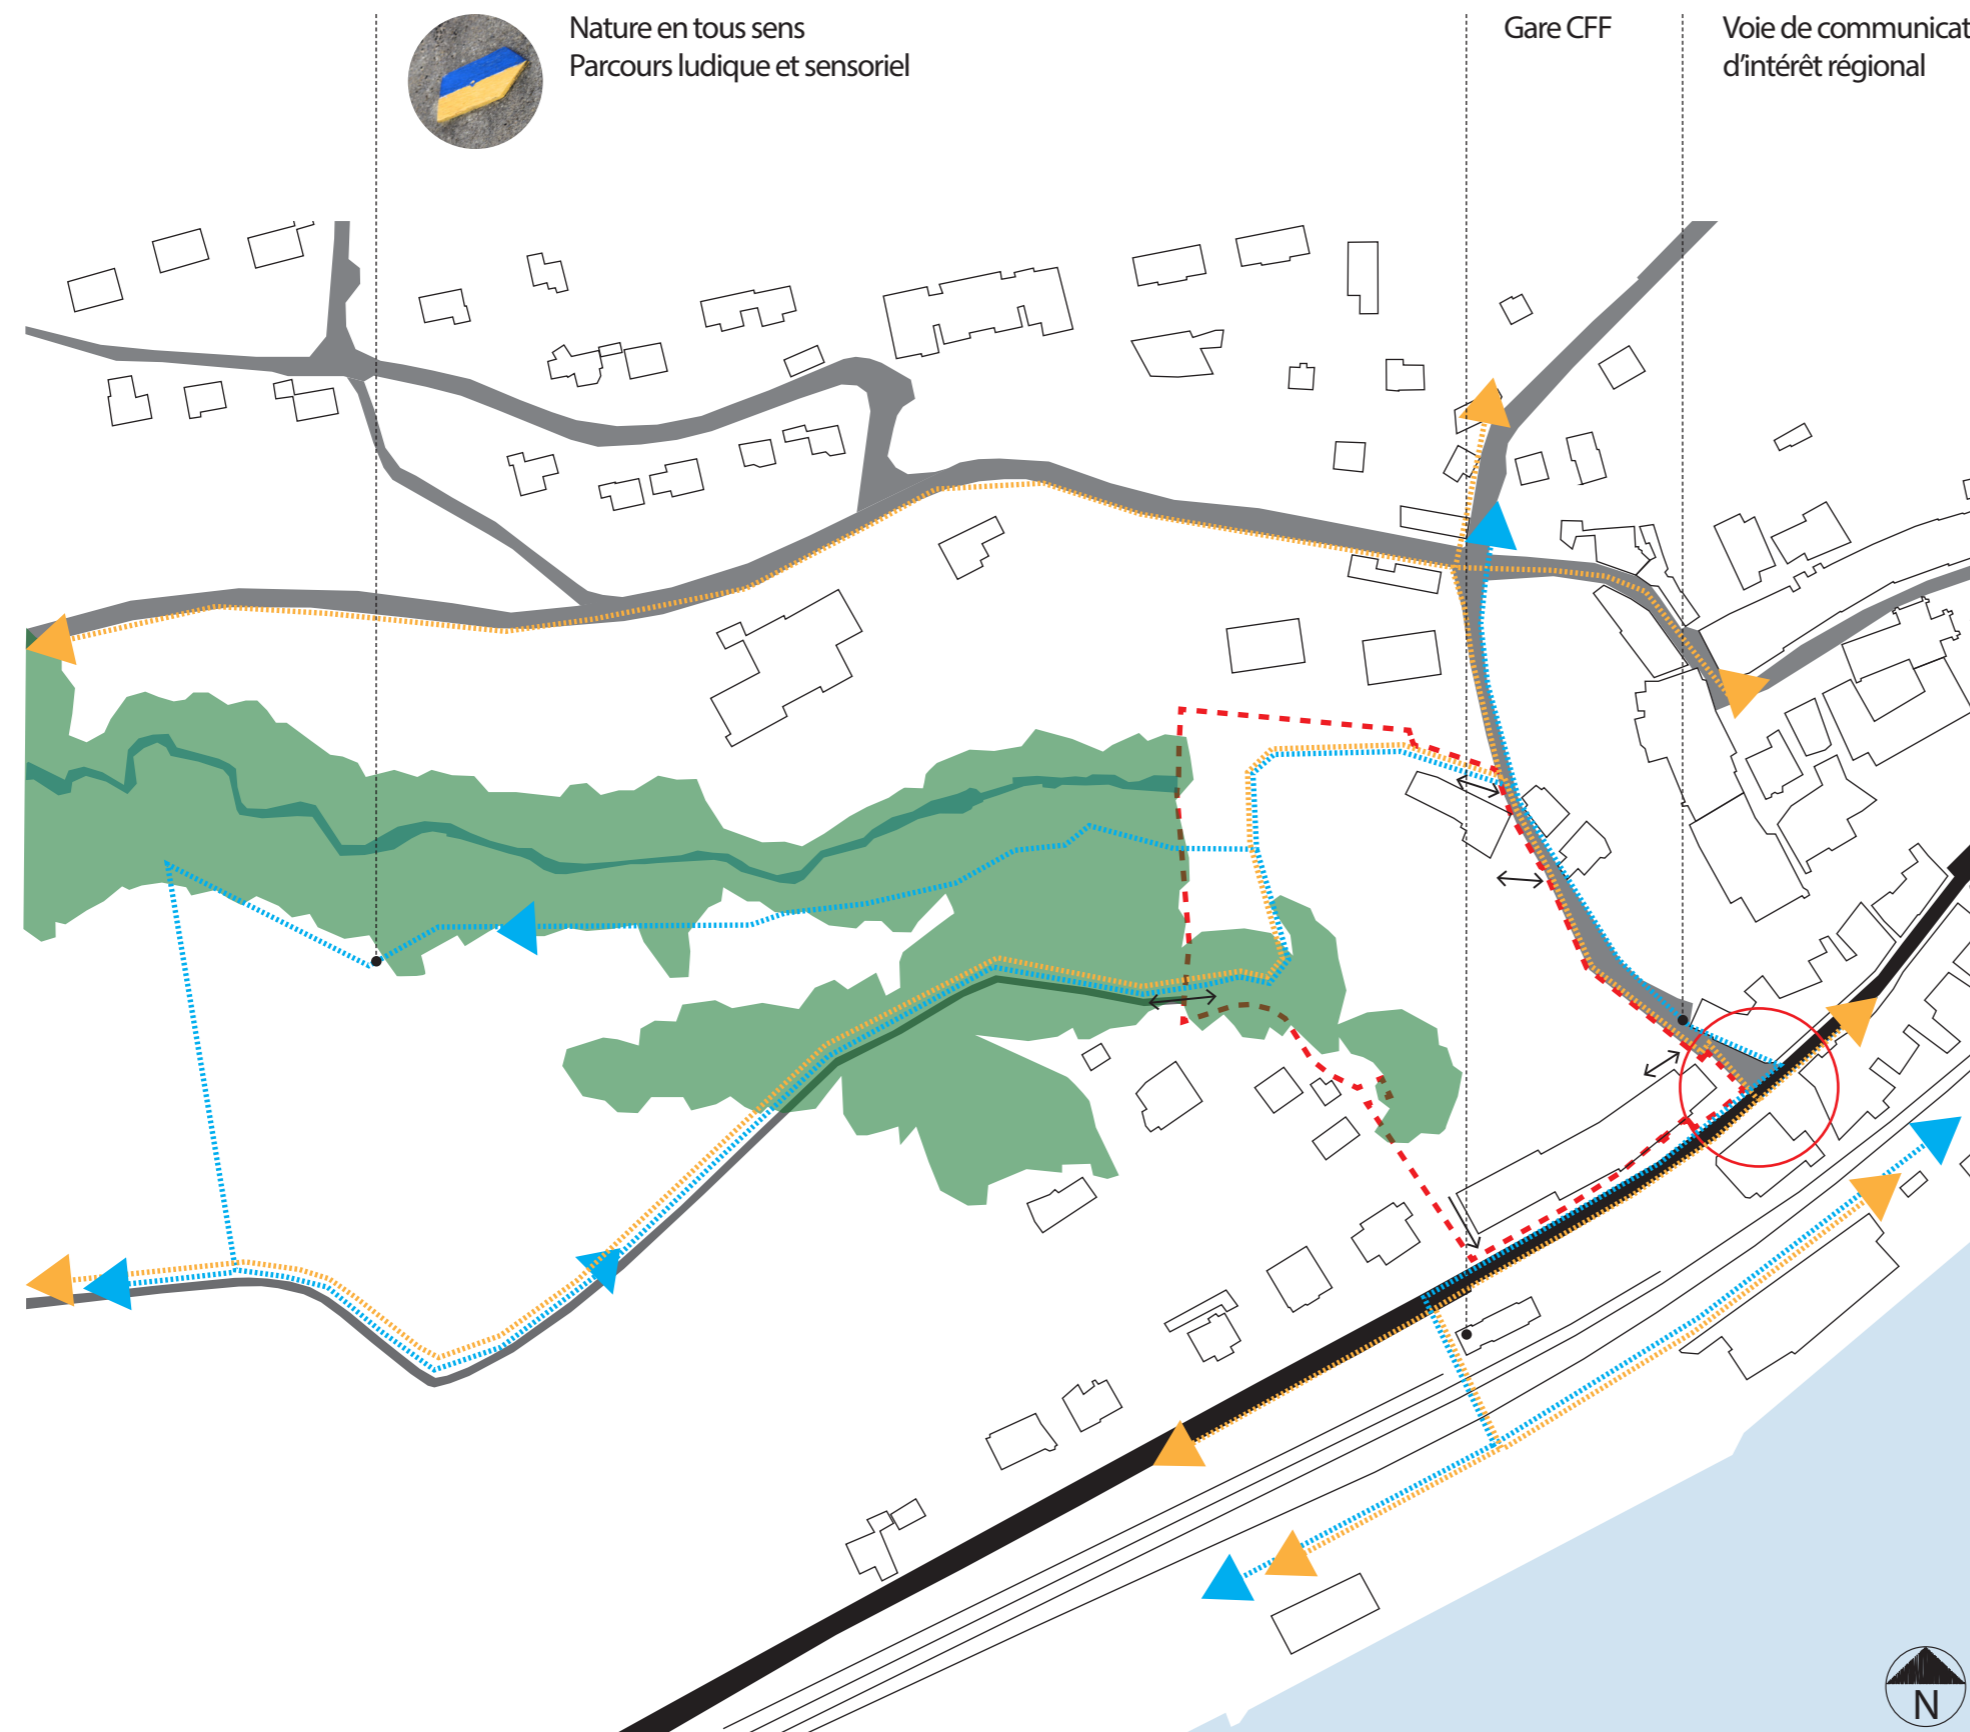 Nature en tous sens
Parcours ludique et sensoriel
Gare CFF
Voie de communicat
d'intérêt régional
N